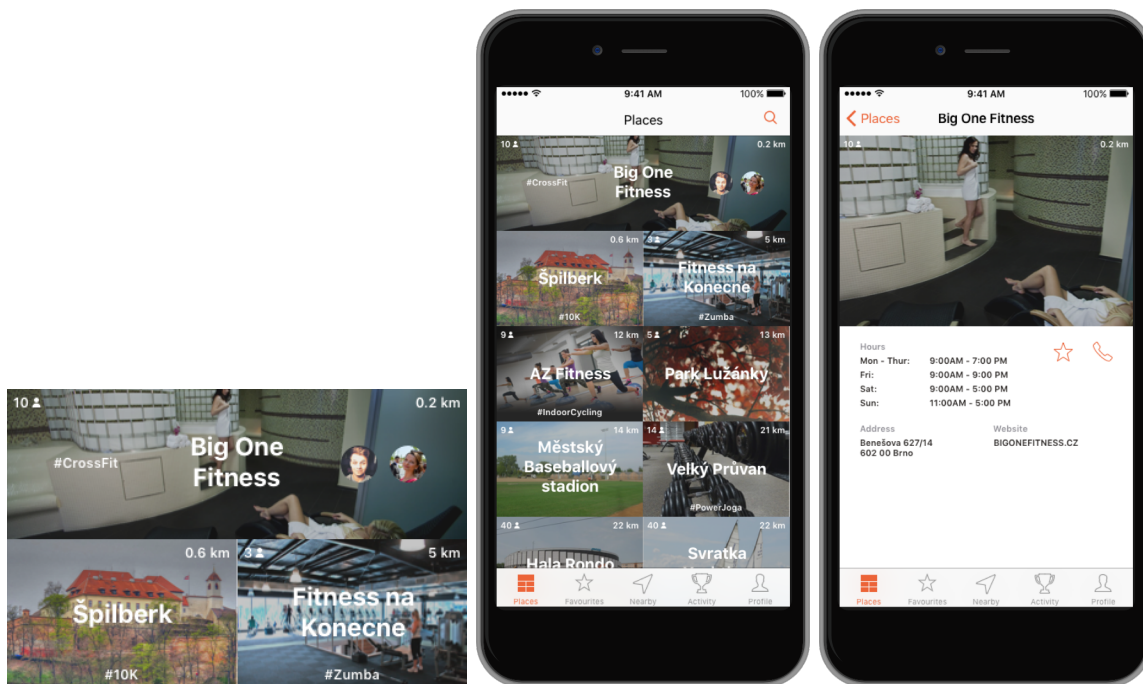 10
0.2 km
#CrossFit
Big One
Fitness
0.6 km
Špilberk
#10K
3
5 km
Fitness na
Konecne
#Zumba
9:41 AM
100%
Places
10
0.2 km
#CrossFit
Big One
Fitness
0.6 km
Špilberk
#10K
3
5 km
Fitness na
Konecne
#Zumba
9
12 km
AZ Fitness
#IndoorCycling
5
13 km
Park Lužánky
9
14 km
Městský
Baseballový
stadion
14
21 km
Velký Průvan
#PowerJoga
40
22 km
Hala Rondo
40
22 km
Svratka
Places
Favourites
Nearby
Activity
Profile
9:41 AM
100%
Places
Big One Fitness
10
0.2 km
Hours
Mon - Thur: 9:00AM - 7:00 PM
Fri: 9:00AM - 9:00 PM
Sat: 9:00AM - 5:00 PM
Sun: 11:00AM - 5:00 PM
Address
Benešova 627/14
602 00 Brno
Website
BIGONEFITNESS.CZ
Places
Favourites
Nearby
Activity
Profile